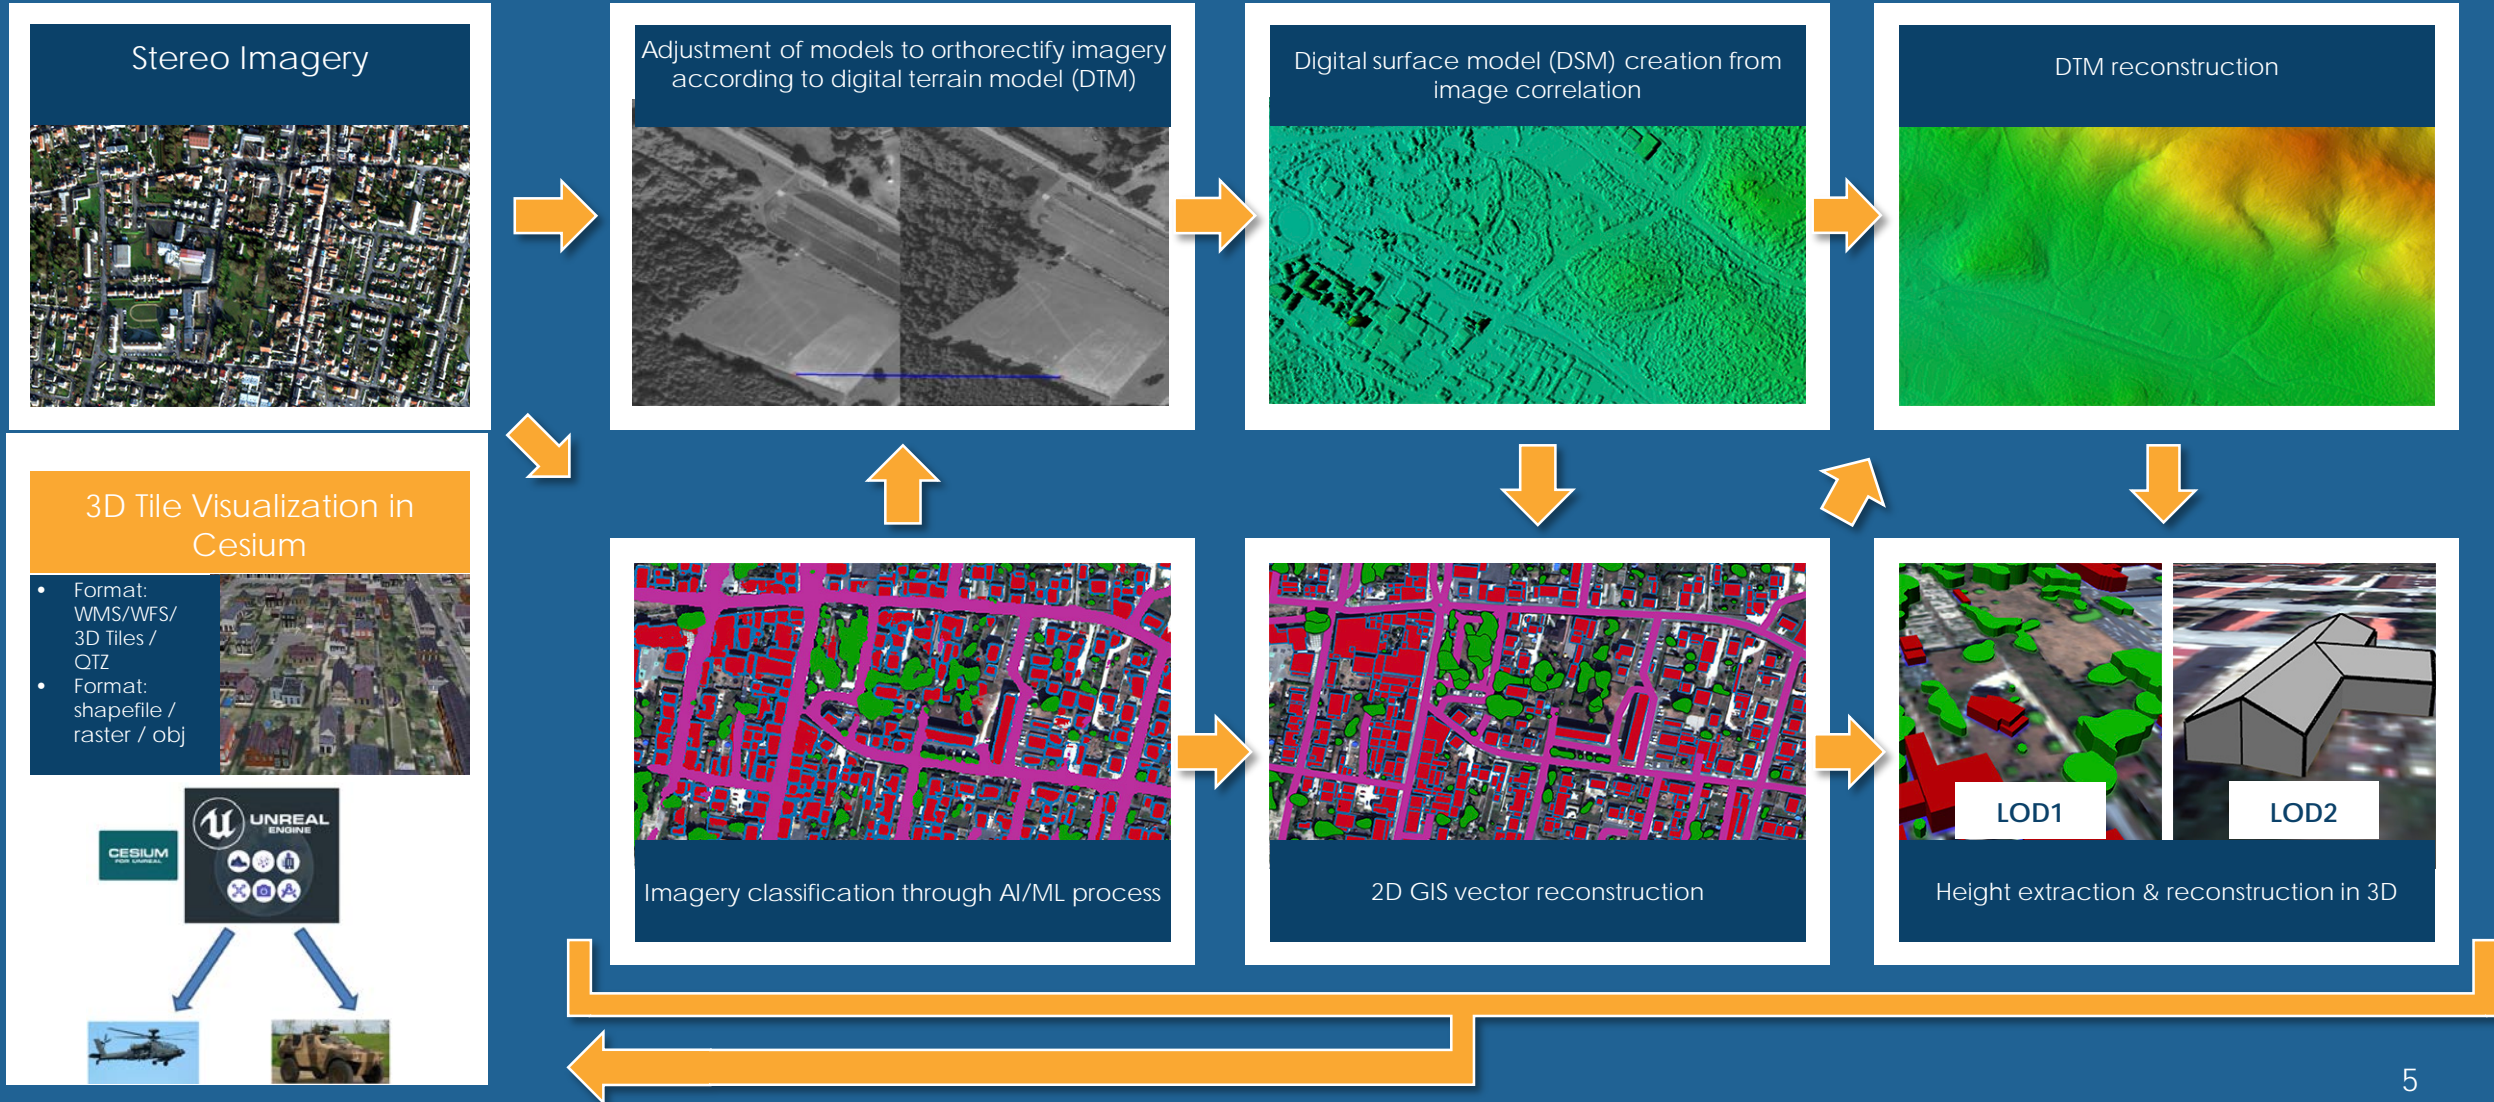 Stereo Imagery
Adjustment of models to orthorectify imagery
according to digital terrain model (DTM)
Digital surface model (DSM) creation from
image correlation
DTM reconstruction
3D Tile Visualization in
Cesium
• Format:
WMS/WFS/
3D Tiles /
QTZ
• Format:
shapefile /
raster / obj
UNREAL
ENGINE
CESIUM
FOR UNREAL
Imagery classification through AI/ML process
2D GIS vector reconstruction
LOD1
LOD2
Height extraction & reconstruction in 3D
5